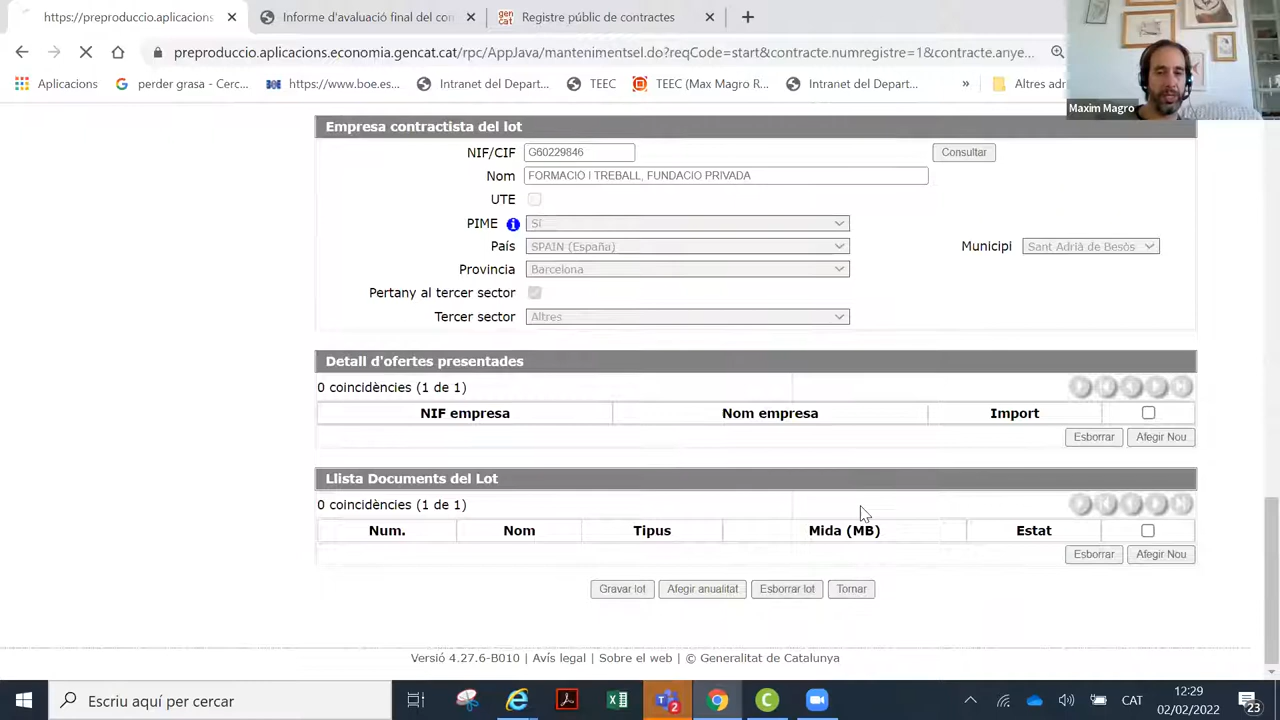 https://preproduccio.aplicacions
Informe d'avaluació final del co
gen cat
Registre públic de contractes
preproduccio.aplicacions.economia.gencat.cat/rpc/AppJava/mantenimentsel.do?reqCode=start&contracte.numregistre=1&contracte.anye...
Aplicacions
perder grasa - Cerc...
https://www.boe.es...
Intranet del Depart...
TEEC
TEEC (Max Magro R...
Intranet del Depart...
»
Altres adr
Maxim Magro
Empresa contractista del lot
NIF/CIF G60229846 Consultar
Nom FORMACIO I TREBALL, FUNDACIO PRIVADA
UTE
PIME Sí
País SPAIN (España) Municipi Sant Adrià de Besòs
Provincia Barcelona
Pertany al tercer sector
Tercer sector Altres
Detall d'ofertes presentades
0 coincidències (1 de 1)
NIF empresa Nom empresa Import
Esborrar Afegir Nou
Llista Documents del Lot
0 coincidències (1 de 1)
Num. Nom Tipus Mida (MB) Estat
Esborrar Afegir Nou
Gravar lot Afegir anualitat Esborrar lot Tornar
Versió 4.27.6-B010 | Avís legal | Sobre el web | © Generalitat de Catalunya
Escriu aquí per cercar
2
CAT
12:29
02/02/2022
23